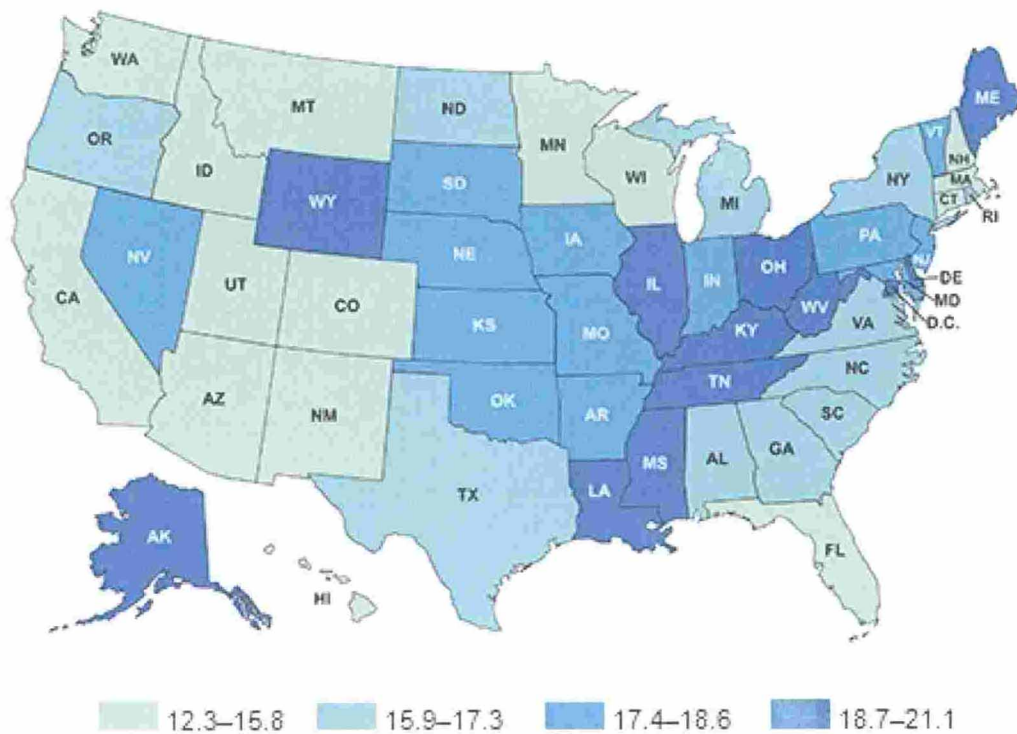 WA
MT
ND
MN
ME
OR
ID
WY
SD
WI
MI
VT
NH
NY
MA
CT
RI
NV
UT
CO
NE
IA
IL
IN
OH
PA
NJ
DE
MD
D.C.
CA
KS
MO
KY
WV
VA
AZ
NM
OK
AR
TN
NC
SC
TX
LA
MS
AL
GA
FL
AK
HI
12.3–15.8 15.9–17.3 17.4–18.6 18.7–21.1